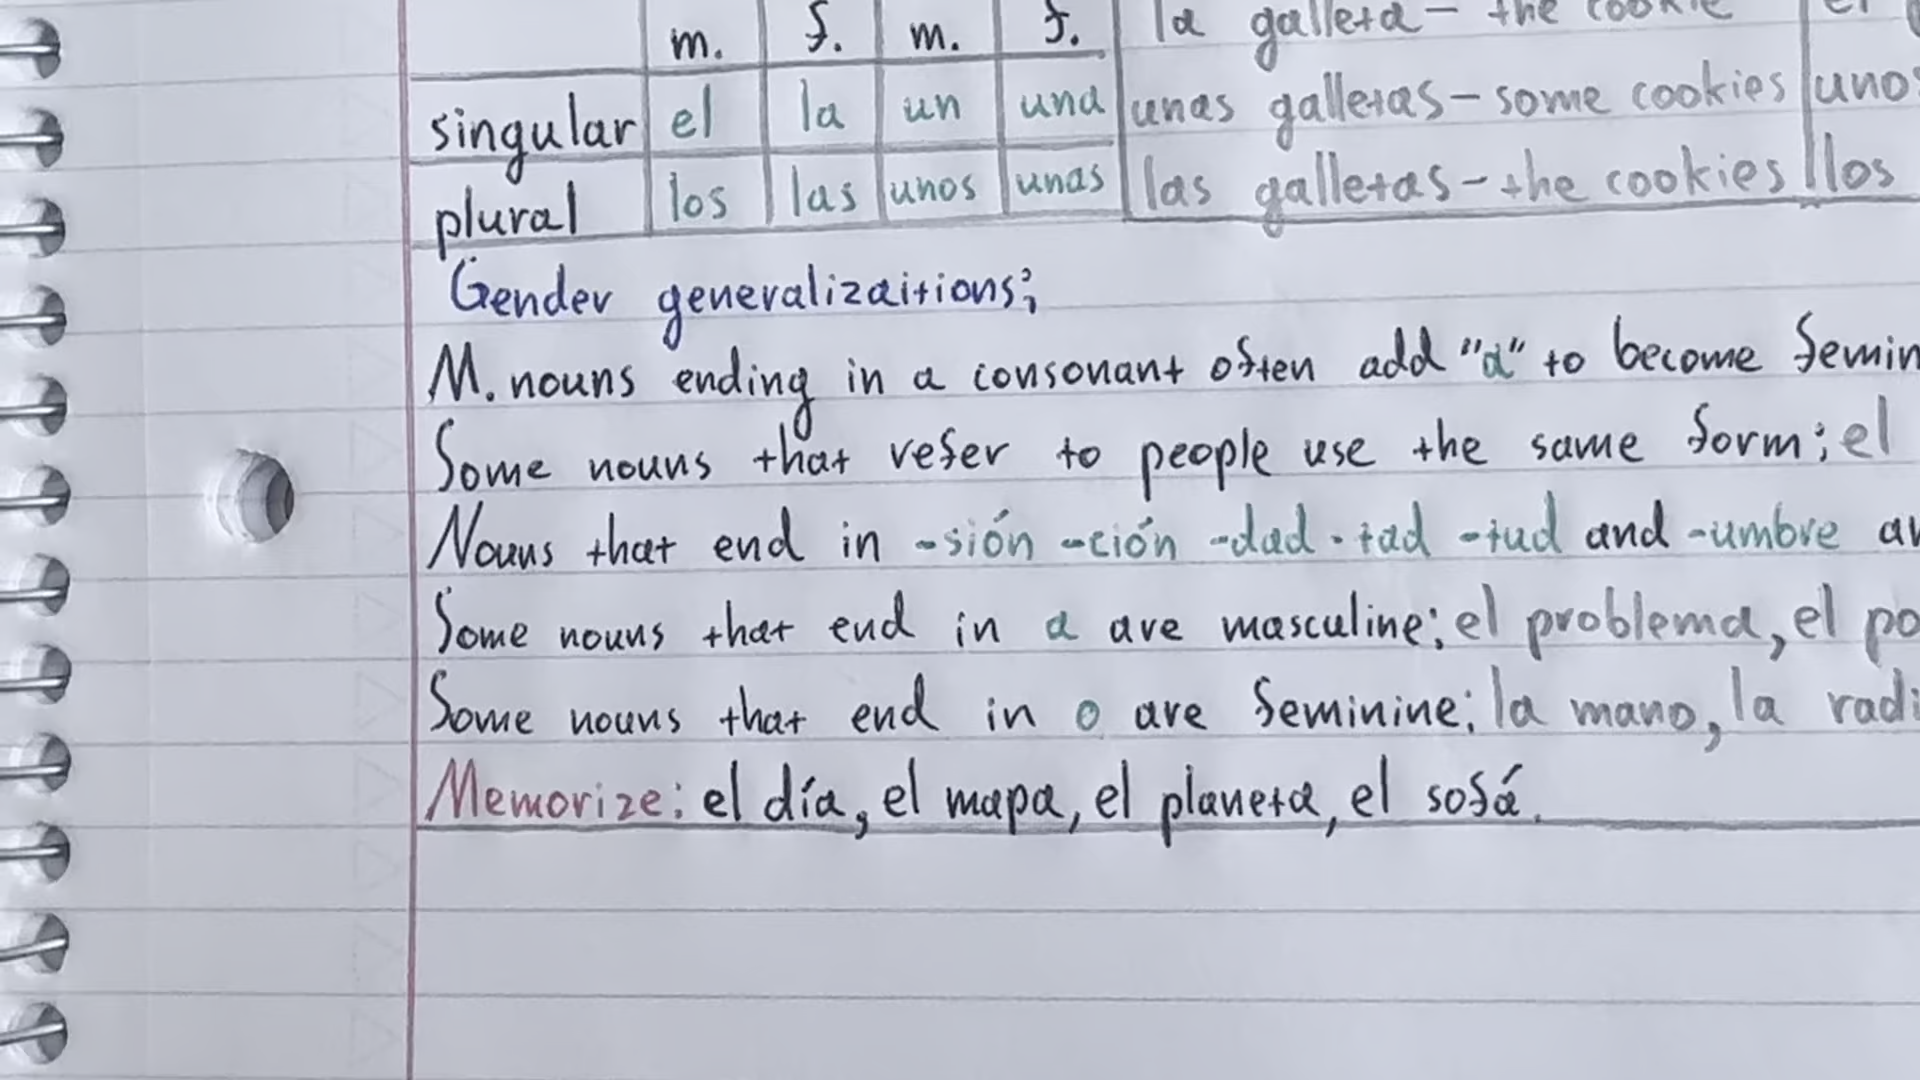 m. f. m. f. la galleta - the cookie el
singular el la un una unas galletas - some cookies unos
plural los las unos unas las galletas - the cookies los
Gender generalizaitions:
M. nouns ending in a consonant often add "a" to become femin
Some nouns that refer to people use the same form; el
Nouns that end in -sión -ción -dad -tad -tud and -umbre ar
Some nouns that end in a are masculine: el problema, el po
Some nouns that end in o are feminine: la mano, la radi
Memorize: el día, el mapa, el planeta, el sofá.